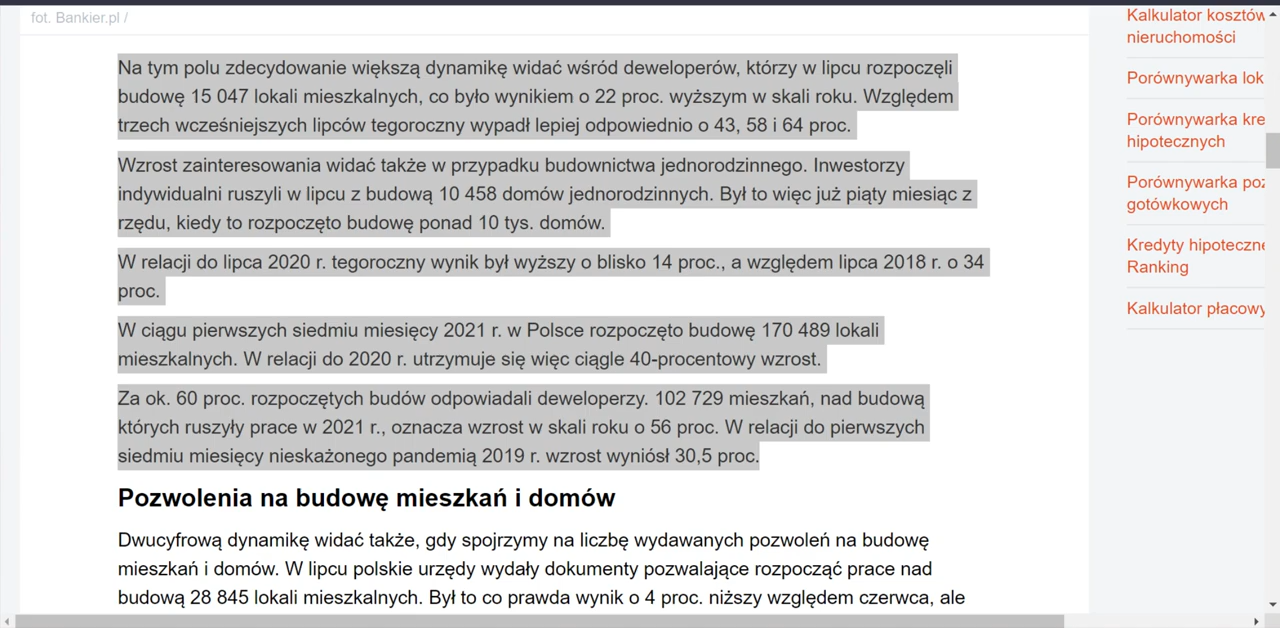 fot. Bankier.pl /
Na tym polu zdecydowanie większą dynamikę widać wśród deweloperów, którzy w lipcu rozpoczęli
budowę 15 047 lokali mieszkalnych, co było wynikiem o 22 proc. wyższym w skali roku. Względem
trzech wcześniejszych lipców tegoroczny wypadł lepiej odpowiednio o 43, 58 i 64 proc.
Wzrost zainteresowania widać także w przypadku budownictwa jednorodzinnego. Inwestorzy
indywidualni ruszyli w lipcu z budową 10 458 domów jednorodzinnych. Był to więc już piąty miesiąc z
rzędu, kiedy to rozpoczęto budowę ponad 10 tys. domów.
W relacji do lipca 2020 r. tegoroczny wynik był wyższy o blisko 14 proc., a względem lipca 2018 r. o 34
proc.
W ciągu pierwszych siedmiu miesięcy 2021 r. w Polsce rozpoczęto budowę 170 489 lokali
mieszkalnych. W relacji do 2020 r. utrzymuje się więc ciągle 40-procentowy wzrost.
Za ok. 60 proc. rozpoczętych budów odpowiadali deweloperzy. 102 729 mieszkań, nad budową
których ruszyły prace w 2021 r., oznacza wzrost w skali roku o 56 proc. W relacji do pierwszych
siedmiu miesięcy nieskażonego pandemią 2019 r. wzrost wyniósł 30,5 proc.
Pozwolenia na budowę mieszkań i domów
Dwucyfrową dynamikę widać także, gdy spojrzymy na liczbę wydawanych pozwoleń na budowę
mieszkań i domów. W lipcu polskie urzędy wydały dokumenty pozwalające rozpocząć prace nad
budową 28 845 lokali mieszkalnych. Był to co prawda wynik o 4 proc. niższy względem czerwca, ale
Kalkulator kosztów
nieruchomości
Porównywarka lok
Porównywarka kre
hipotecznych
Porównywarka poż
gotówkowych
Kredyty hipoteczne
Ranking
Kalkulator płacowy